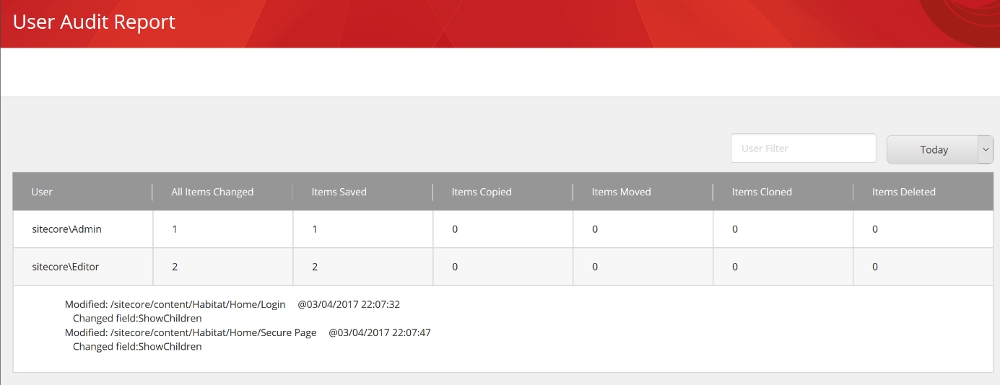 User Audit Report
User Filter
Today
User All Items Changed Items Saved Items Copied Items Moved Items Cloned Items Deleted
sitecore\Admin 1 1 0 0 0 0
sitecore\Editor 2 2 0 0 0 0
Modified: /sitecore/content/Habitat/Home/Login @03/04/2017 22:07:32
Changed field:ShowChildren
Modified: /sitecore/content/Habitat/Home/Secure Page @03/04/2017 22:07:47
Changed field:ShowChildren